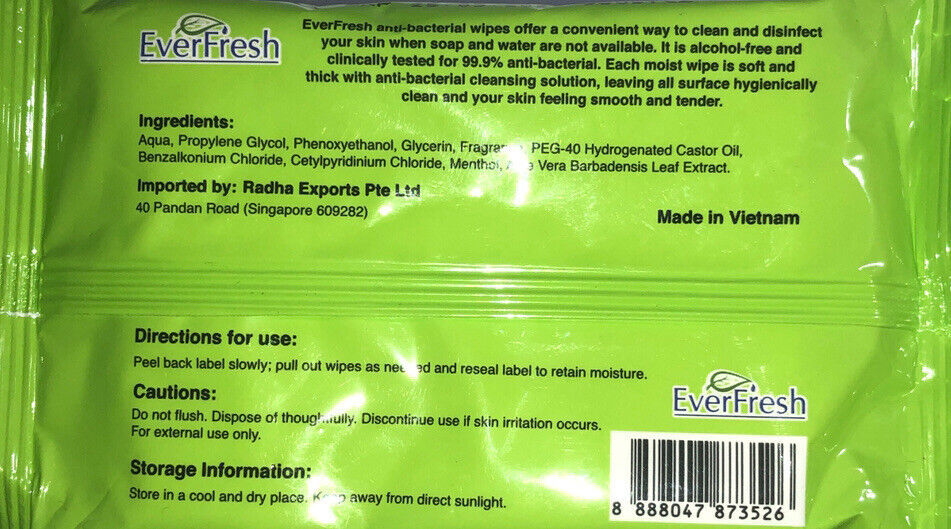 EverFresh
EverFresh anti-bacterial wipes offer a convenient way to clean and disinfect
your skin when soap and water are not available. It is alcohol-free and
clinically tested for 99.9% anti-bacterial. Each moist wipe is soft and
thick with anti-bacterial cleansing solution, leaving all surface hygienically
clean and your skin feeling smooth and tender.
Ingredients:
Aqua, Propylene Glycol, Phenoxyethanol, Glycerin, Fragrance, PEG-40 Hydrogenated Castor Oil,
Benzalkonium Chloride, Cetylpyridinium Chloride, Menthol, Aloe Vera Barbadensis Leaf Extract.
Imported by: Radha Exports Pte Ltd
40 Pandan Road (Singapore 609282)
Made in Vietnam
Directions for use:
Peel back label slowly; pull out wipes as needed and reseal label to retain moisture.
Cautions:
Do not flush. Dispose of thoughtfully. Discontinue use if skin irritation occurs.
For external use only.
Storage Information:
Store in a cool and dry place. Keep away from direct sunlight.
EverFresh
8 888047 873526